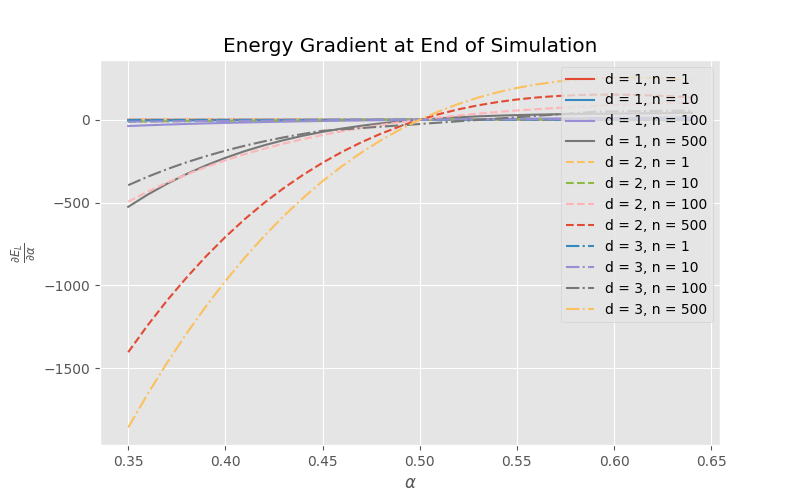 Energy Gradient at End of Simulation
d = 1, n = 1
d = 1, n = 10
d = 1, n = 100
d = 1, n = 500
d = 2, n = 1
d = 2, n = 10
d = 2, n = 100
d = 2, n = 500
d = 3, n = 1
d = 3, n = 10
d = 3, n = 100
d = 3, n = 500
0
−500
−1000
−1500
∂E_L/∂α
0.35 0.40 0.45 0.50 0.55 0.60 0.65
α